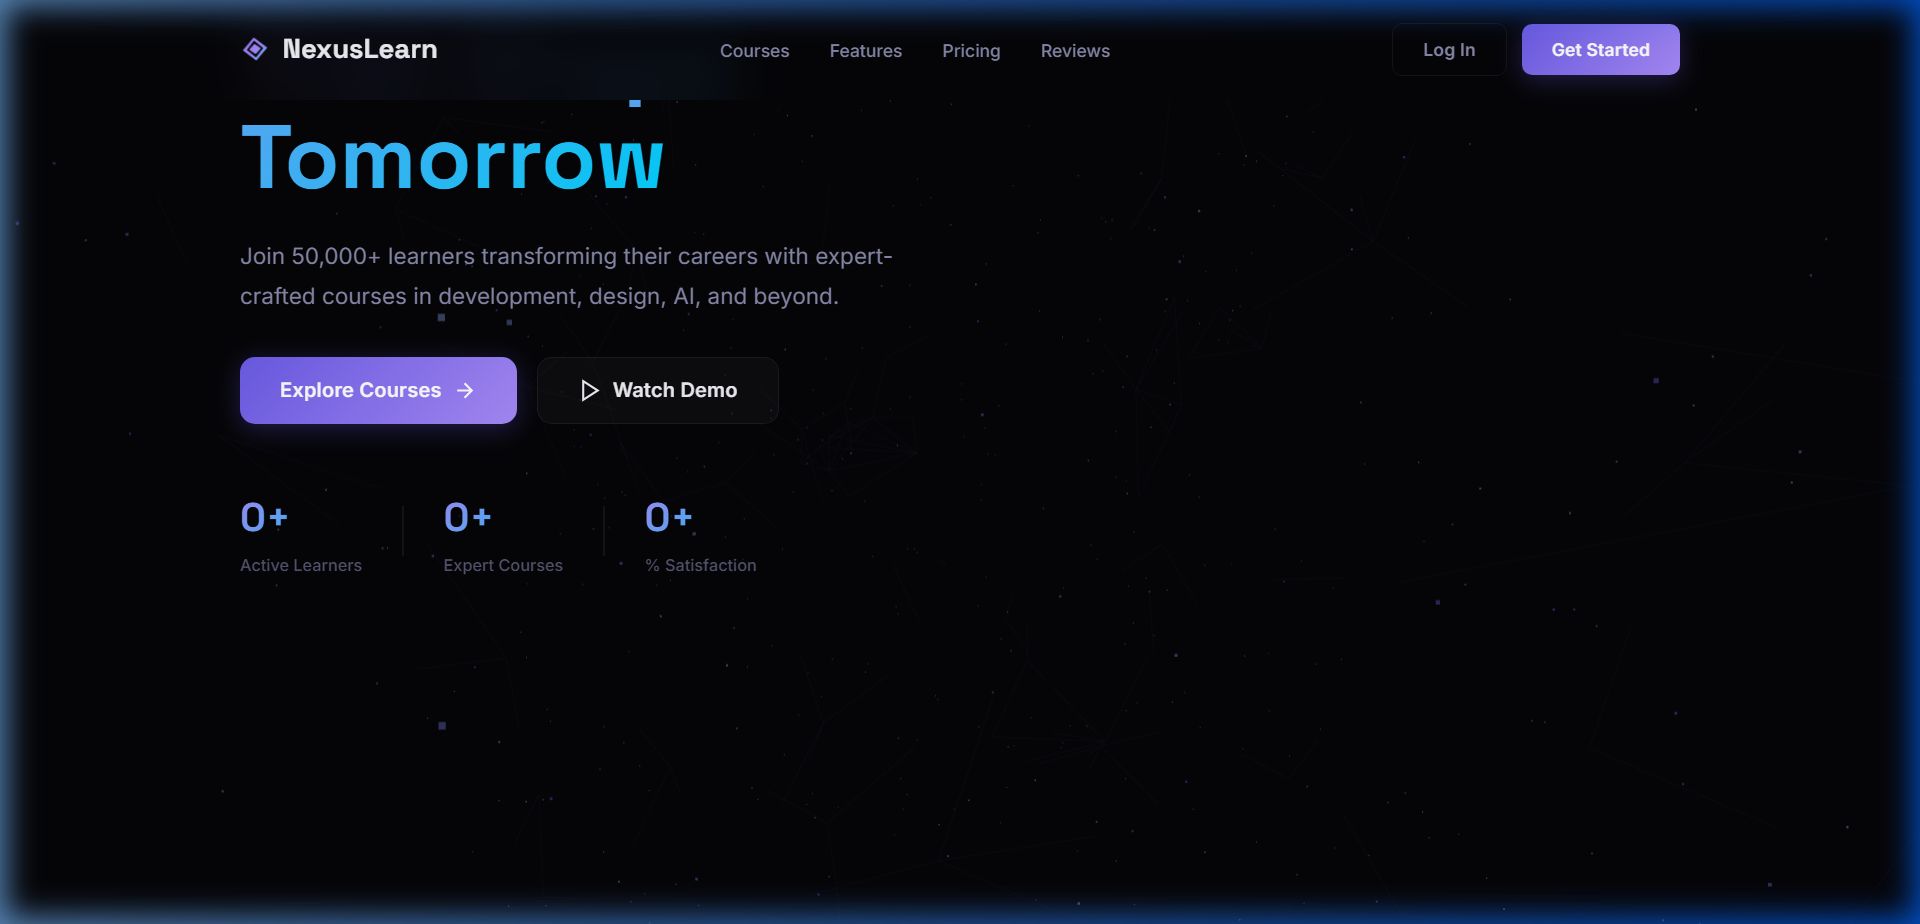 NexusLearn
Courses
Features
Pricing
Reviews
Log In
Get Started
Tomorrow
Join 50,000+ learners transforming their careers with expert-
crafted courses in development, design, AI, and beyond.
Explore Courses
Watch Demo
0+
0+
0+
Active Learners
Expert Courses
% Satisfaction